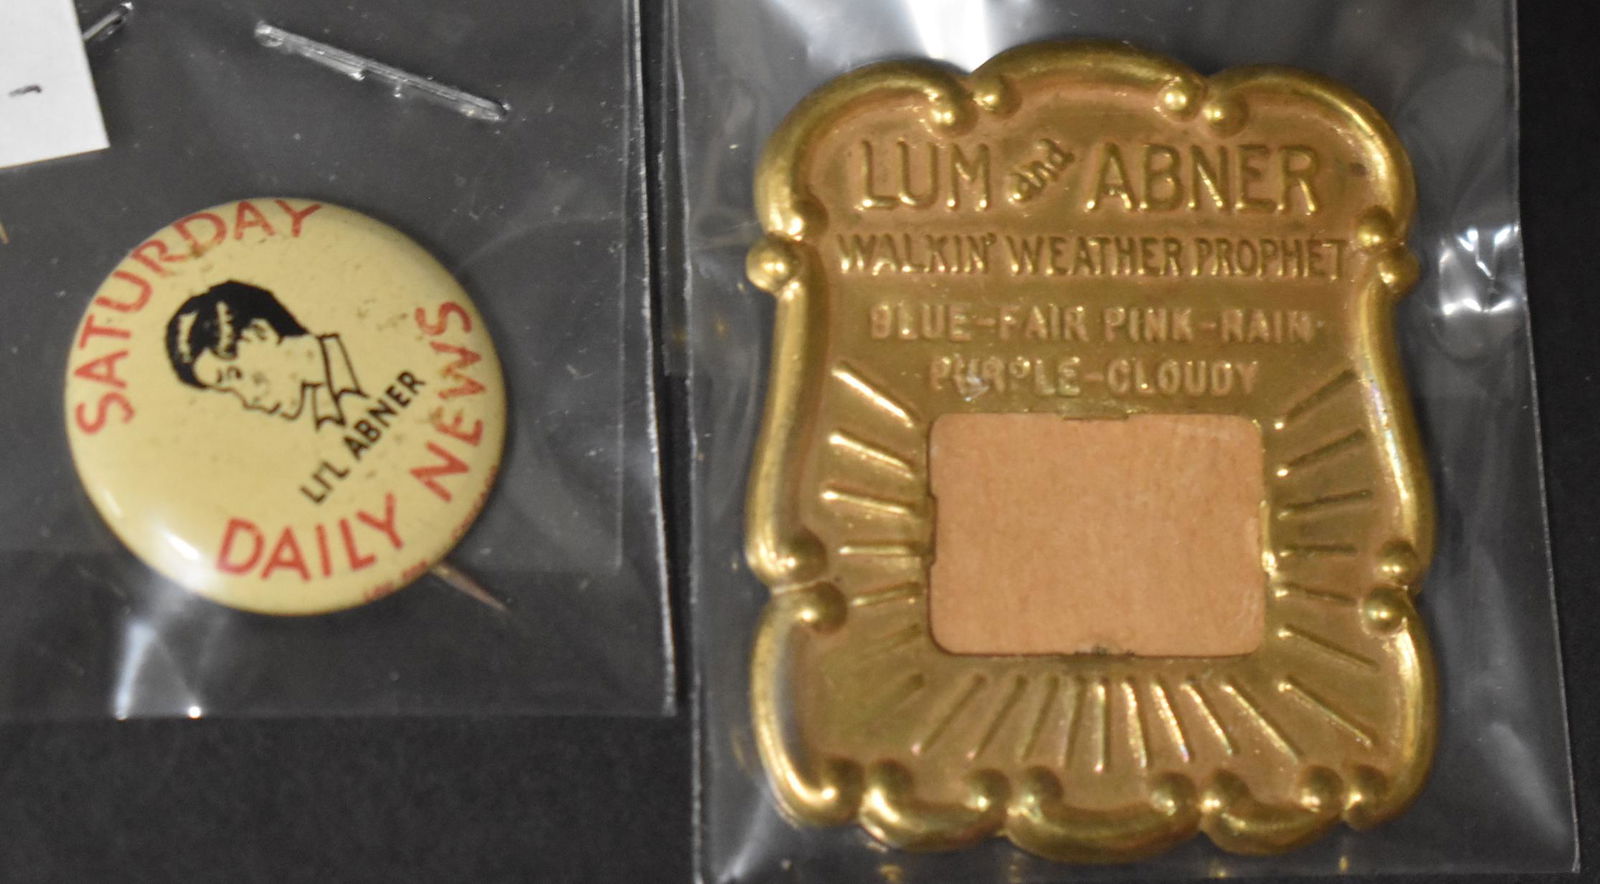 SATURDAY
LI'L ABNER
DAILY NEWS
LUM and ABNER
WALKIN' WEATHER PROPHET
BLUE-FAIR PINK-RAIN
PURPLE-CLOUDY